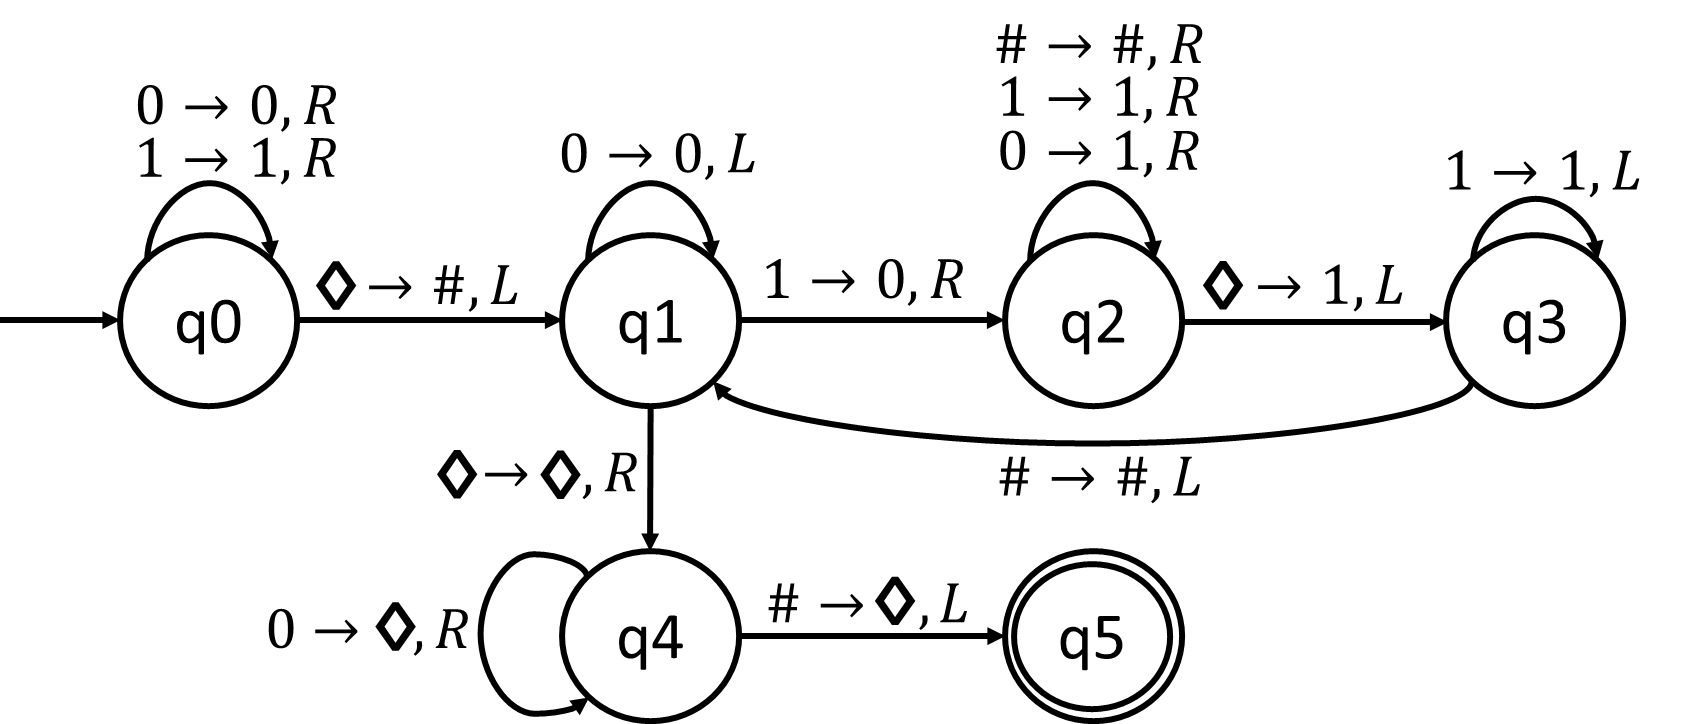 # → #, R
0 → 0, R
1 → 1, R
1 → 1, R
0 → 0, L
0 → 1, R
1 → 1, L
◊ → #, L
1 → 0, R
◊ → 1, L
q0
q1
q2
q3
◊ → ◊, R
# → #, L
0 → ◊, R
# → ◊, L
q4
q5